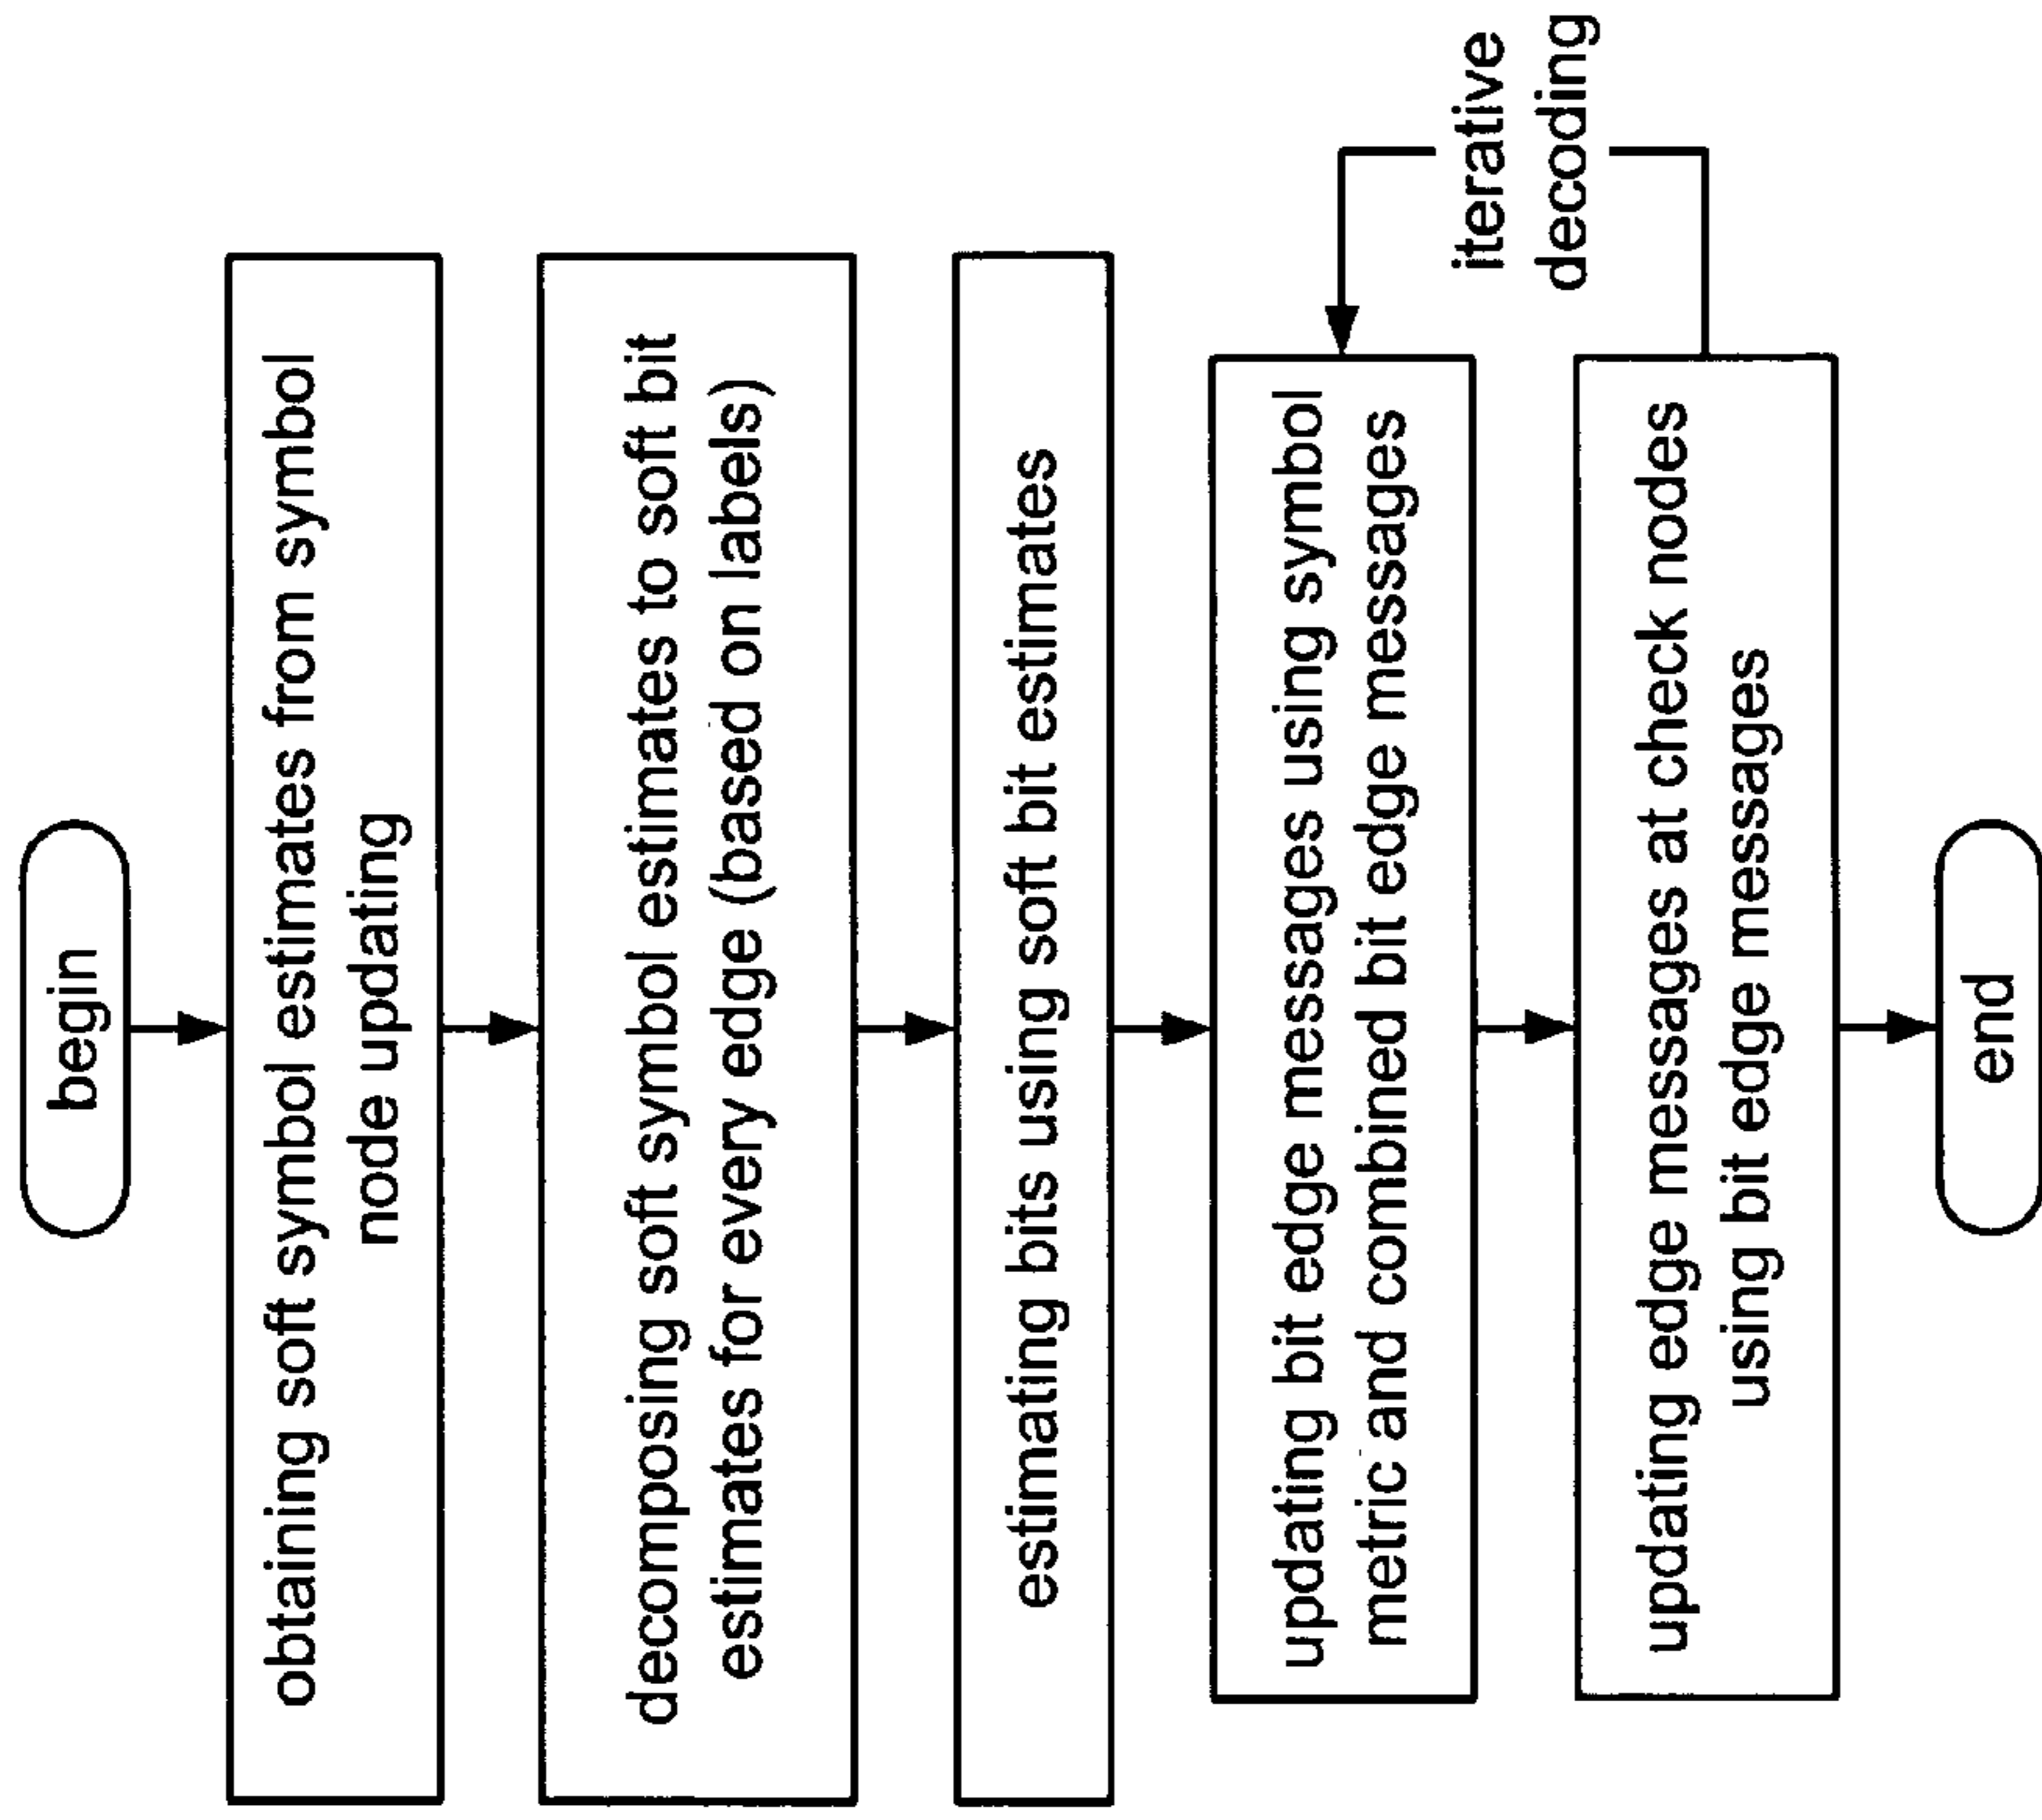 begin
obtaining soft symbol estimates from symbol
node updating
decomposing soft symbol estimates to soft bit
estimates for every edge (based on labels)
estimating bits using soft bit estimates
updating bit edge messages using symbol
metric and combined bit edge messages
iterative
decoding
updating edge messages at check nodes
using bit edge messages
end